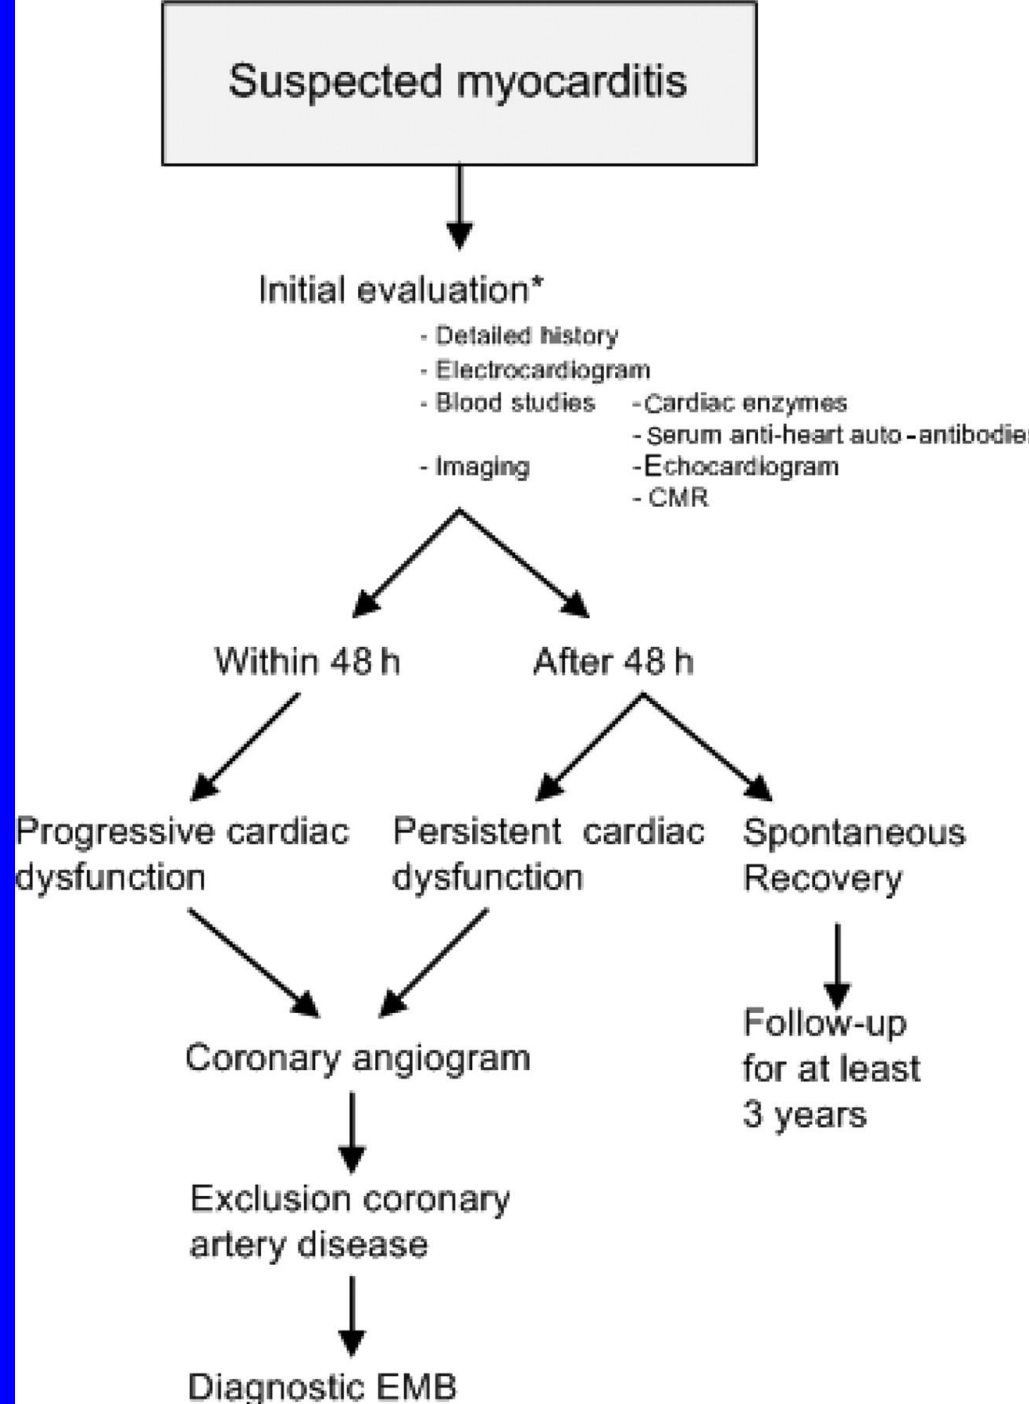 Suspected myocarditis
Initial evaluation*
- Detailed history
- Electrocardiogram
- Blood studies -Cardiac enzymes
-Serum anti-heart auto-antibodies
- Imaging -Echocardiogram
- CMR
Within 48 h After 48 h
Progressive cardiac Persistent cardiac Spontaneous
dysfunction dysfunction Recovery
Coronary angiogram
Follow-up
for at least
3 years
Exclusion coronary
artery disease
Diagnostic EMB